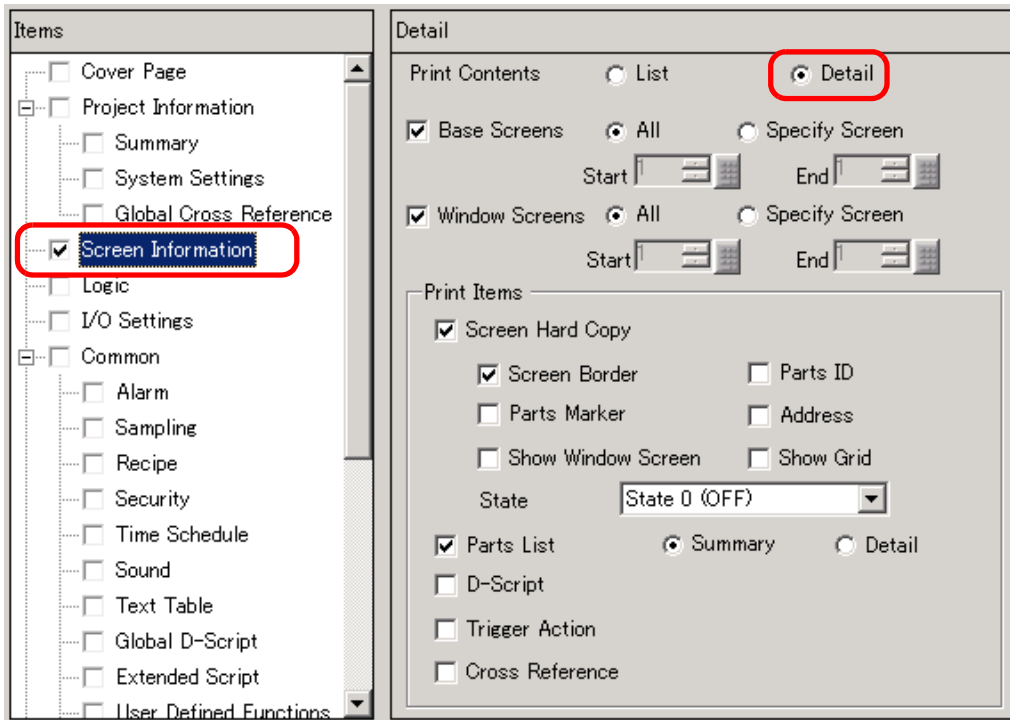 Items
Cover Page
Project Information
Summary
System Settings
Global Cross Reference
Screen Information
Logic
I/O Settings
Common
Alarm
Sampling
Recipe
Security
Time Schedule
Sound
Text Table
Global D-Script
Extended Script
User Defined Functions
Detail
Print Contents List Detail
Base Screens All Specify Screen
Start 1 End 1
Window Screens All Specify Screen
Start 1 End 1
Print Items
Screen Hard Copy
Screen Border Parts ID
Parts Marker Address
Show Window Screen Show Grid
State State 0 (OFF)
Parts List Summary Detail
D-Script
Trigger Action
Cross Reference